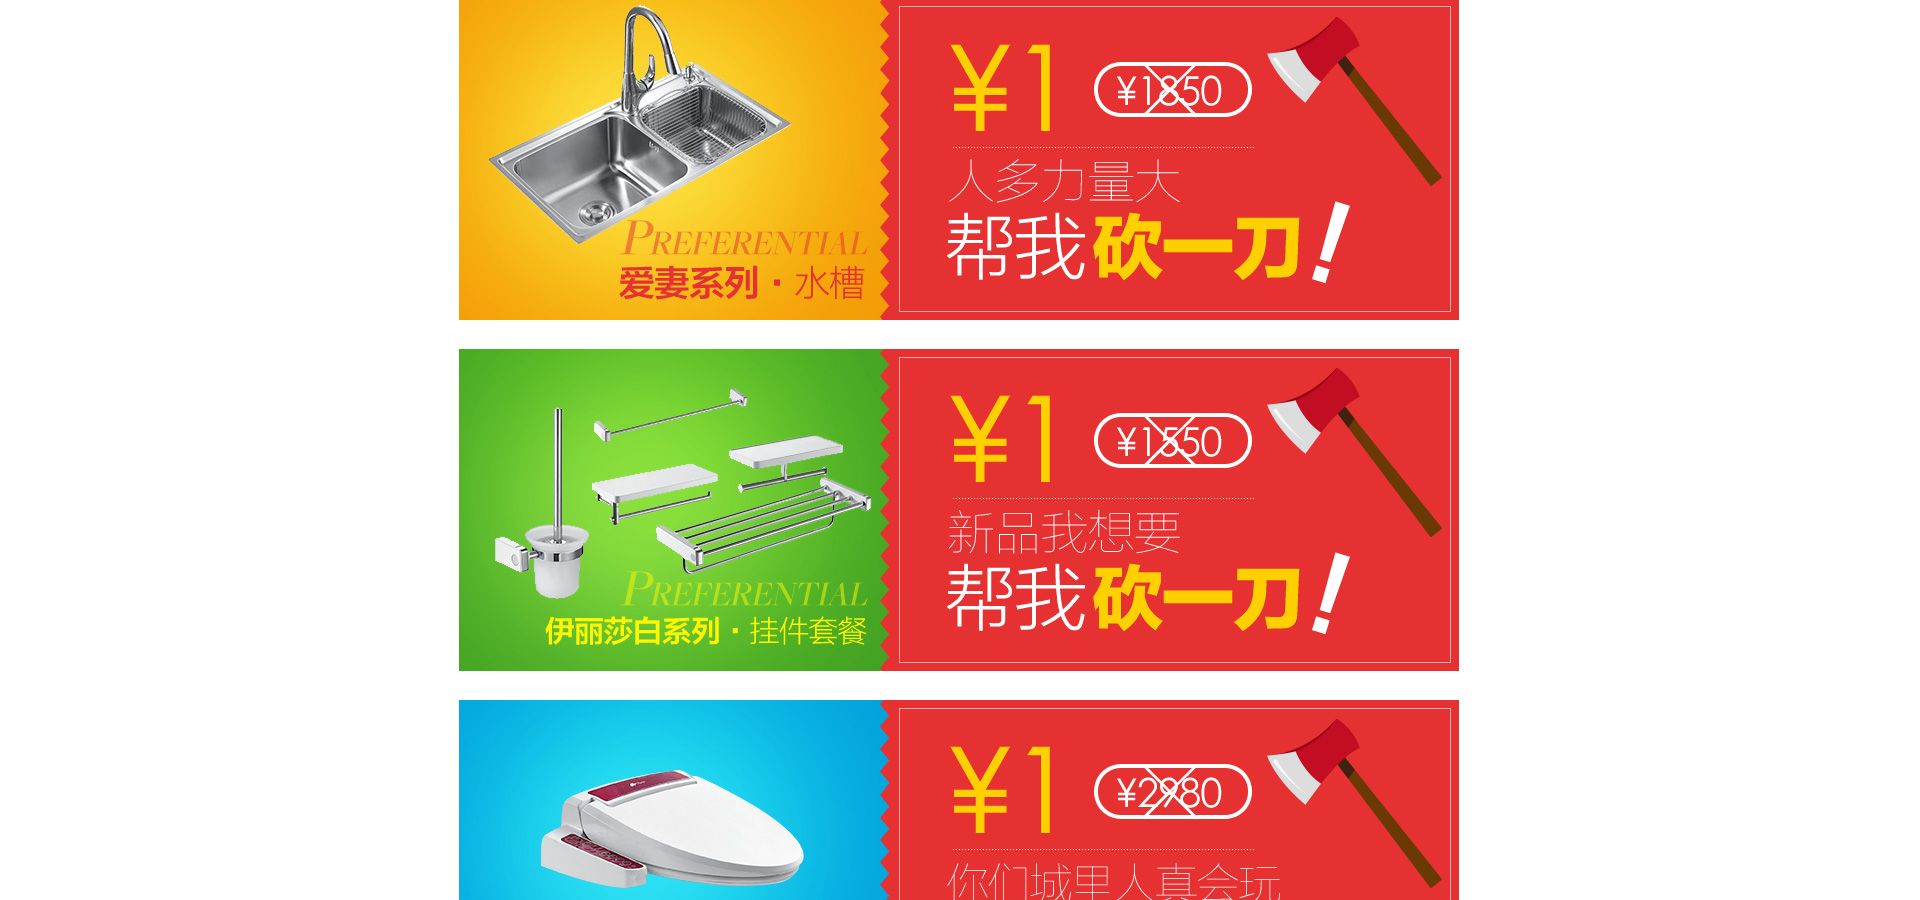 ¥1 ¥1850
人多力量大
帮我砍一刀!
PREFERENTIAL
爱妻系列·水槽
¥1 ¥1550
新品我想要
帮我砍一刀!
PREFERENTIAL
伊丽莎白系列·挂件套餐
¥1 ¥2980
你们城里人真会玩